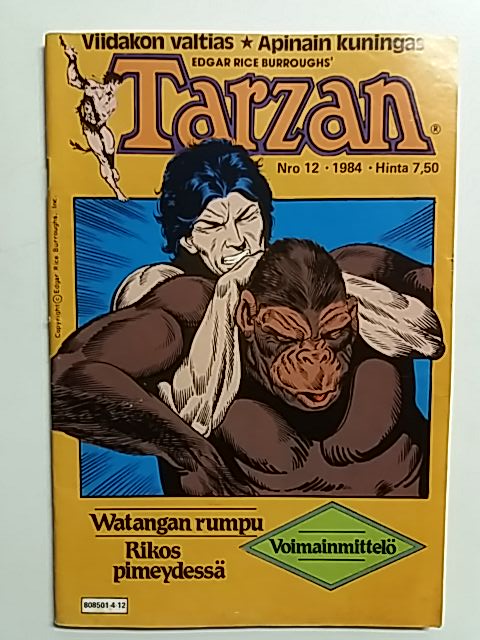 Viidakon valtias ★ Apinain kuningas
EDGAR RICE BURROUGHS'
Tarzan®
Nro 12 · 1984 · Hinta 7,50
Copyright © Edgar Rice Burroughs, Inc.
Watangan rumpu
Rikos
pimeydessä
Voimainmittelö
808501-4-12